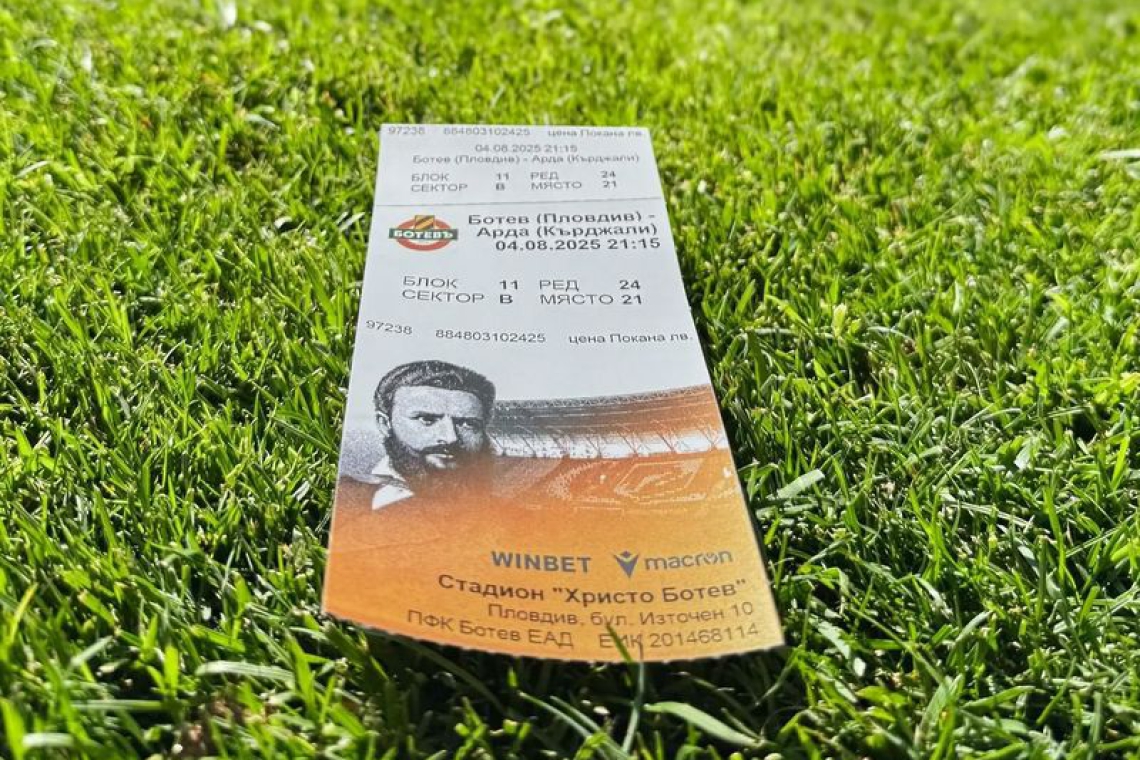 97238 884803102425 цена Покана лв.
04.08.2025 21:15
Ботев (Пловдив) - Арда (Кърджали)
БЛОК 11 РЕД 24
СЕКТОР В МЯСТО 21
БОТЕВЪ
Ботев (Пловдив) -
Арда (Кърджали)
04.08.2025 21:15
БЛОК 11 РЕД 24
СЕКТОР В МЯСТО 21
97238 884803102425 цена Покана лв.
WINBET macron
Стадион "Христо Ботев"
Пловдив, бул. Източен 10
ПФК Ботев ЕАД ЕИК 201468114